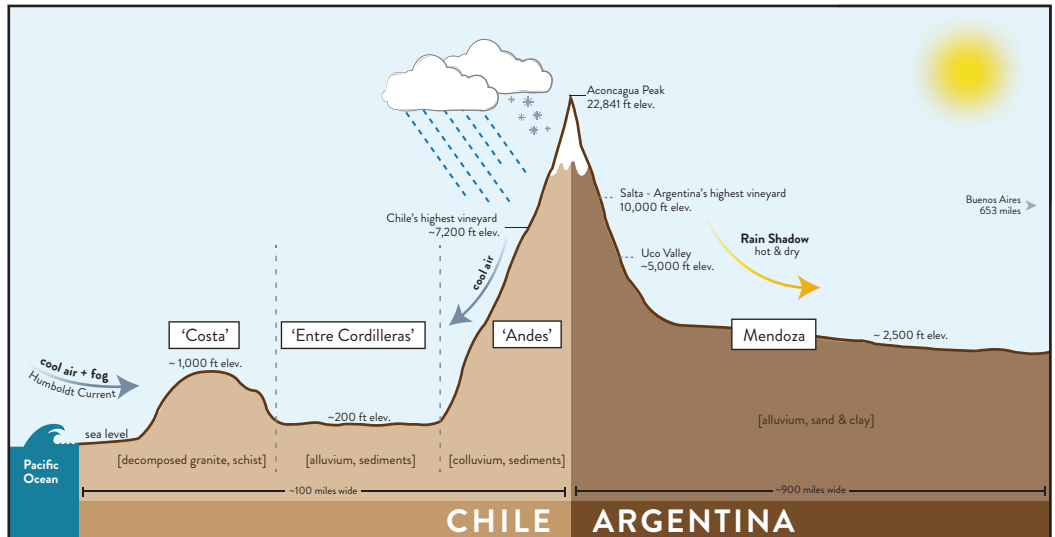 Aconcagua Peak
22,841 ft elev.
Salta - Argentina's highest vineyard
10,000 ft elev.
Buenos Aires
653 miles
Chile's highest vineyard
~7,200 ft elev.
Rain Shadow
hot & dry
Uco Valley
~5,000 ft elev.
cool air
'Costa'
'Entre Cordilleras'
'Andes'
Mendoza
~ 2,500 ft elev.
~ 1,000 ft elev.
cool air + fog
Humboldt Current
~200 ft elev.
sea level
[alluvium, sand & clay]
Pacific
Ocean
[decomposed granite, schist]
[alluvium, sediments]
[colluvium, sediments]
~100 miles wide
~900 miles wide
CHILE
ARGENTINA